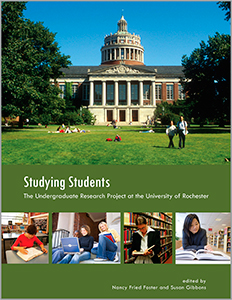 Studying Students
The Undergraduate Research Project at the University of Rochester
edited by
Nancy Fried Foster and Susan Gibbons